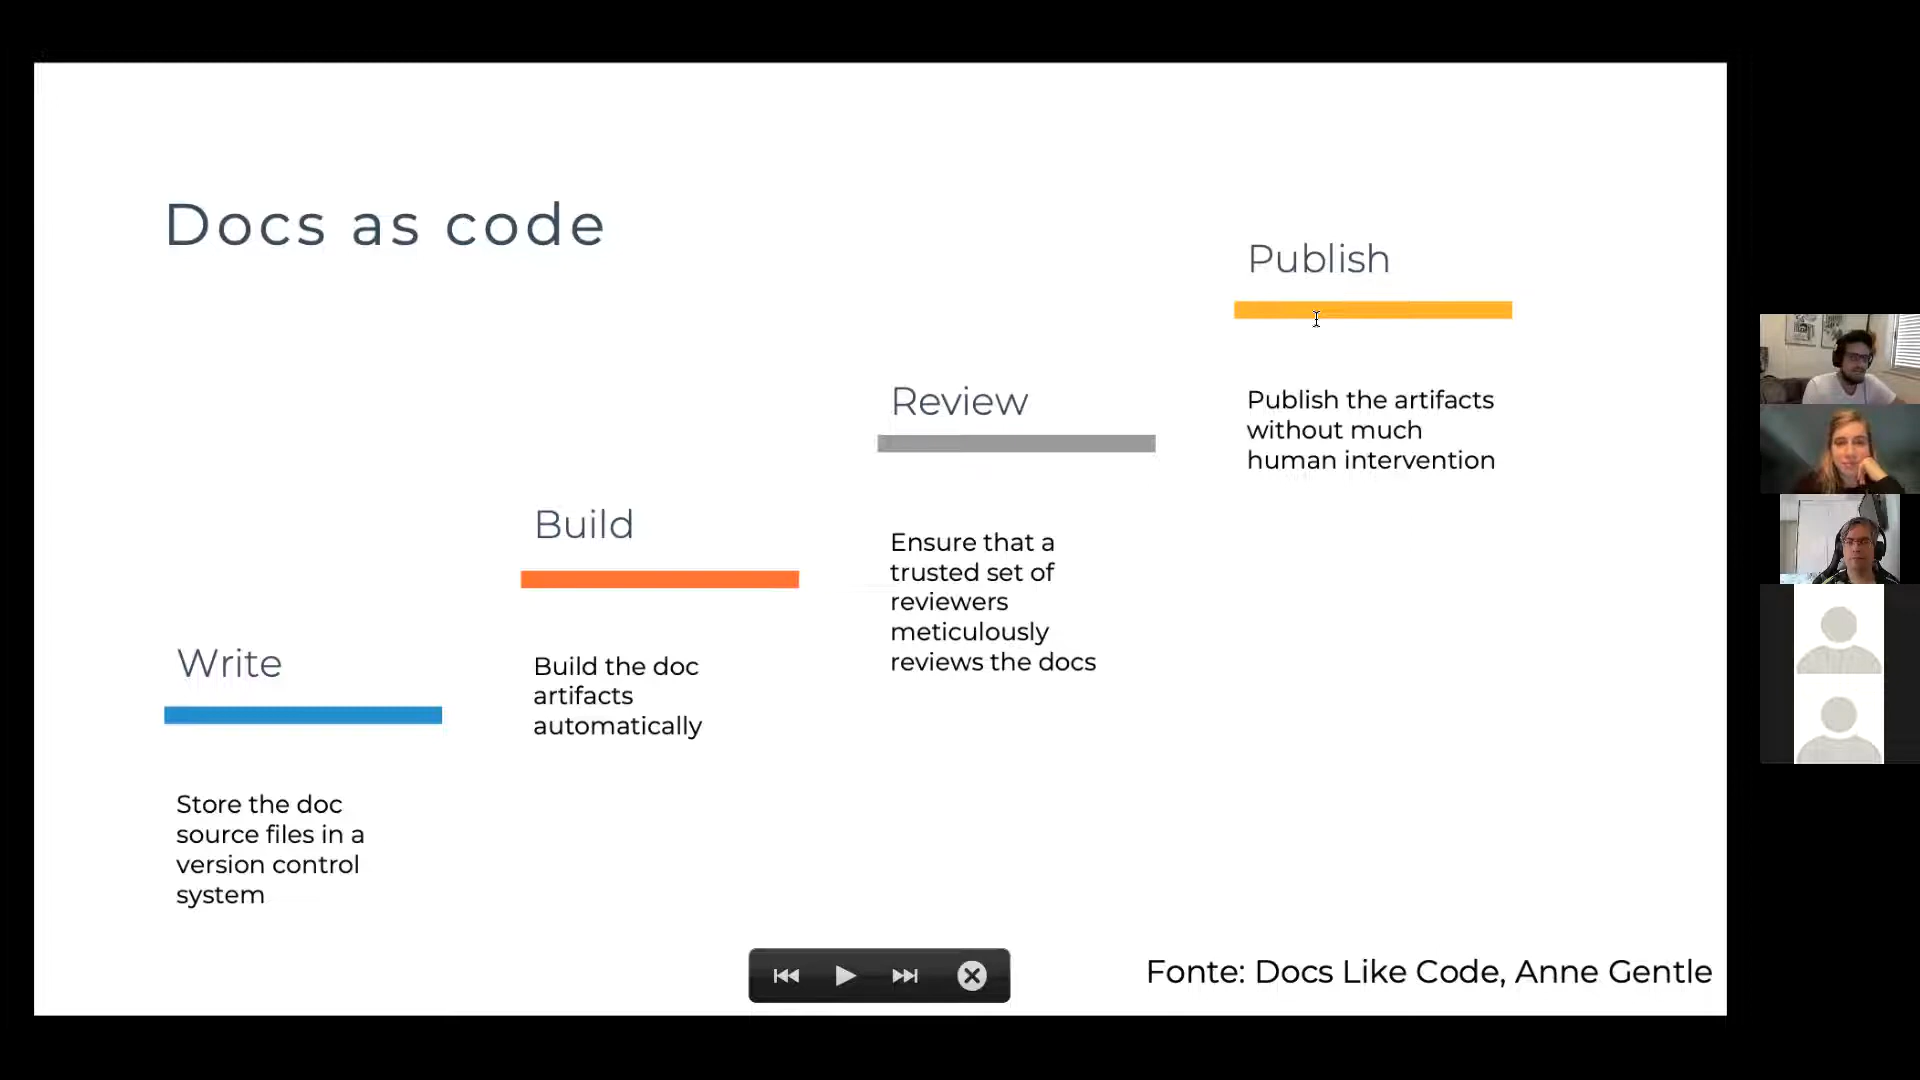 Docs as code
Write
Store the doc
source files in a
version control
system
Build
Build the doc
artifacts
automatically
Review
Ensure that a
trusted set of
reviewers
meticulously
reviews the docs
Publish
Publish the artifacts
without much
human intervention
Fonte: Docs Like Code, Anne Gentle